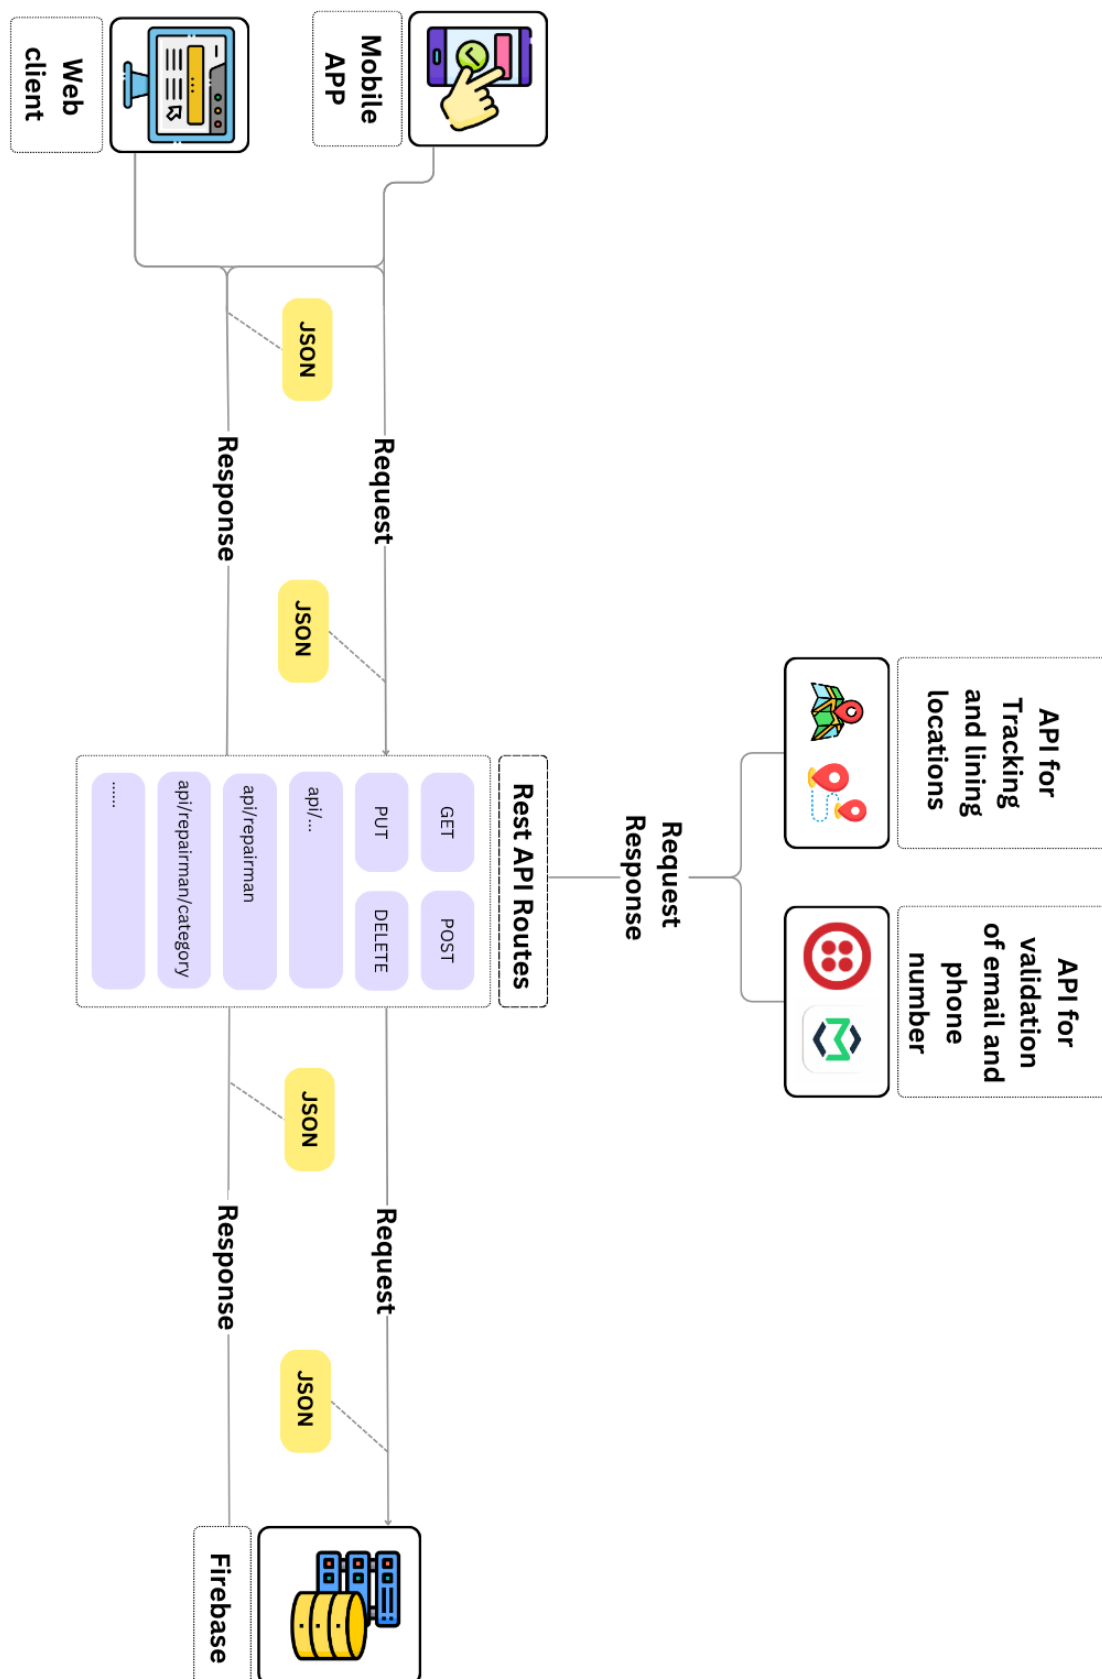 API for
Tracking
and lining
locations
API for
validation
of email and
phone
number
Request
Response
Mobile
APP
Web
client
Request
JSON
JSON
Response
Rest API Routes
GET
POST
PUT
DELETE
api/...
api/repairman
api/repairman/category
......
Request
JSON
JSON
Response
Firebase